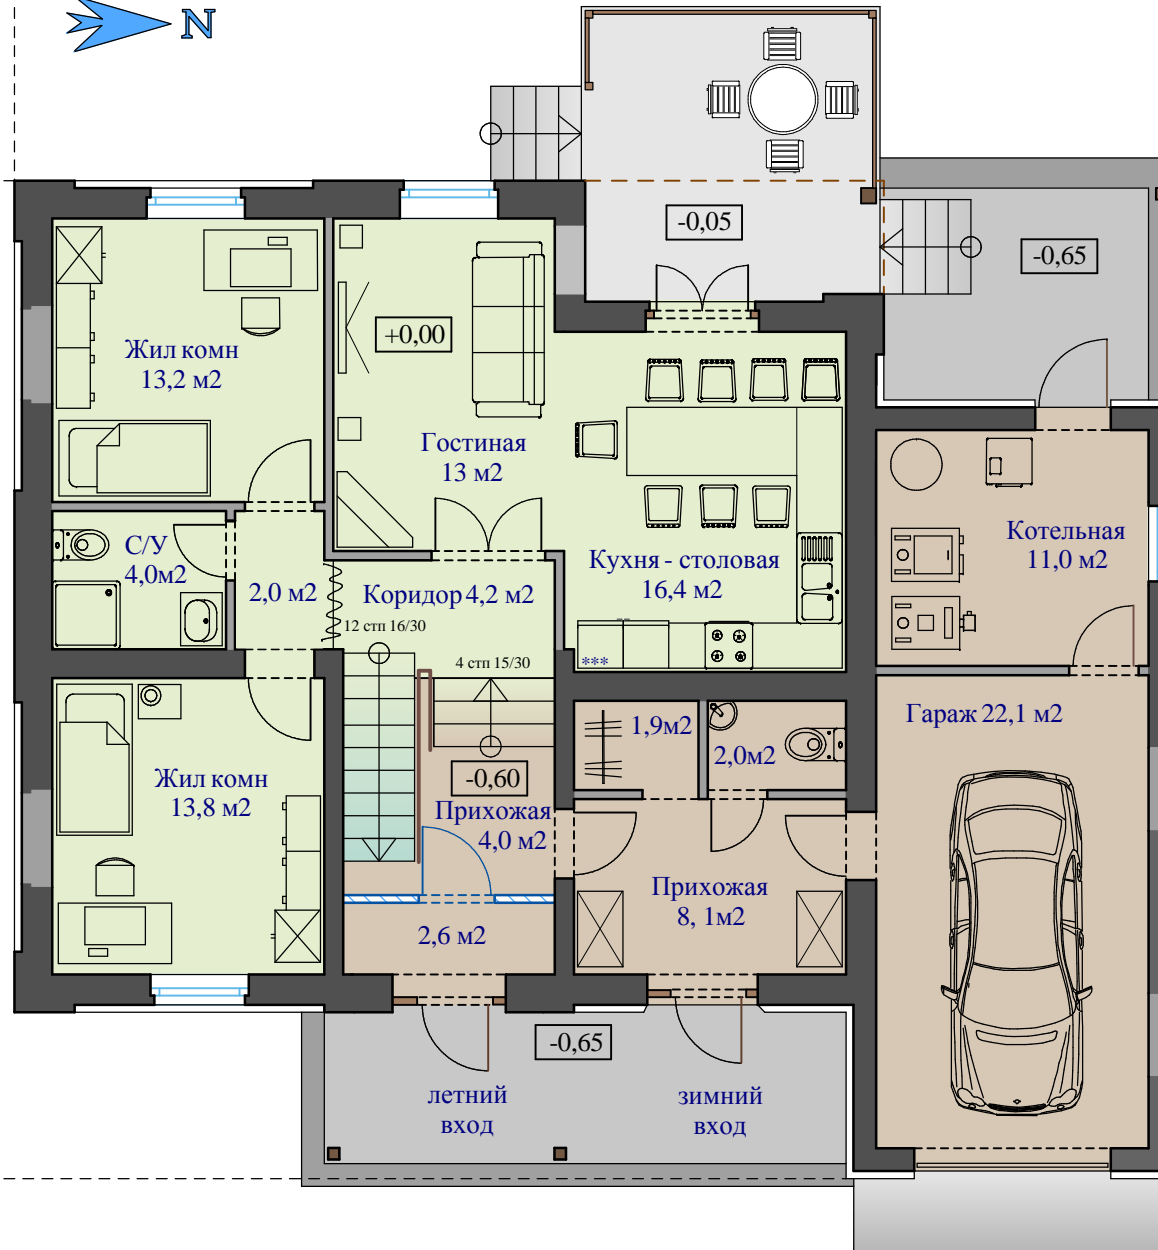 N
-0,05
-0,65
+0,00
Жил комн
13,2 м2
Гостиная
13 м2
Котельная
11,0 м2
С/У
4,0м2
2,0 м2
Коридор 4,2 м2
Кухня - столовая
16,4 м2
12 стп 16/30
4 стп 15/30
***
Гараж 22,1 м2
1,9м2
2,0м2
Жил комн
13,8 м2
-0,60
Прихожая
4,0 м2
Прихожая
8, 1м2
2,6 м2
-0,65
летний
вход
зимний
вход